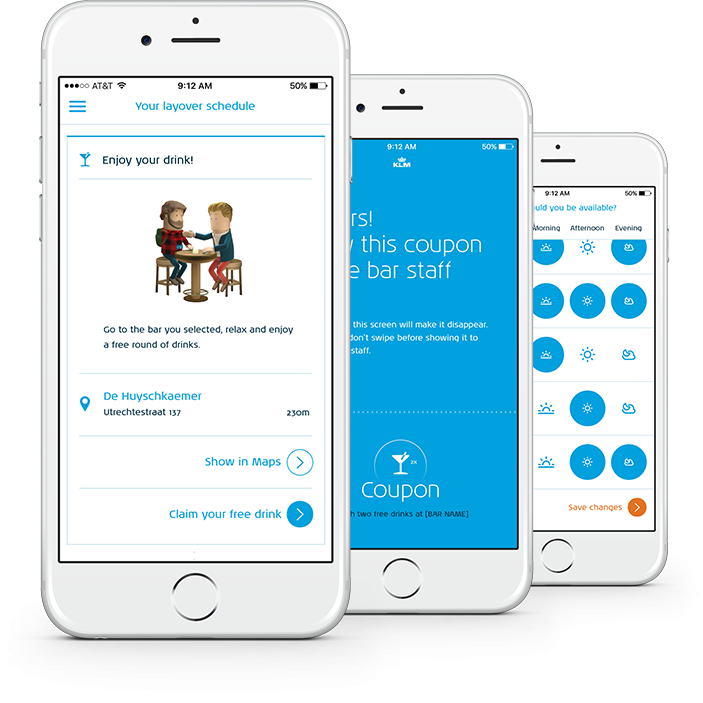 AT&T 9:12 AM 50%
Your layover schedule
Enjoy your drink!
Go to the bar you selected, relax and enjoy
a free round of drinks.
De Huyschkaemer
Utrechtestraat 137 230m
Show in Maps
Claim your free drink
9:12 AM 50%
KLM
rs!
this coupon
e bar staff
this screen will make it disappear.
don't swipe before showing it to
staff.
2X
Coupon
two free drinks at [BAR NAME]
9:12 AM 50%
ould you be available?
Morning Afternoon Evening
Save changes